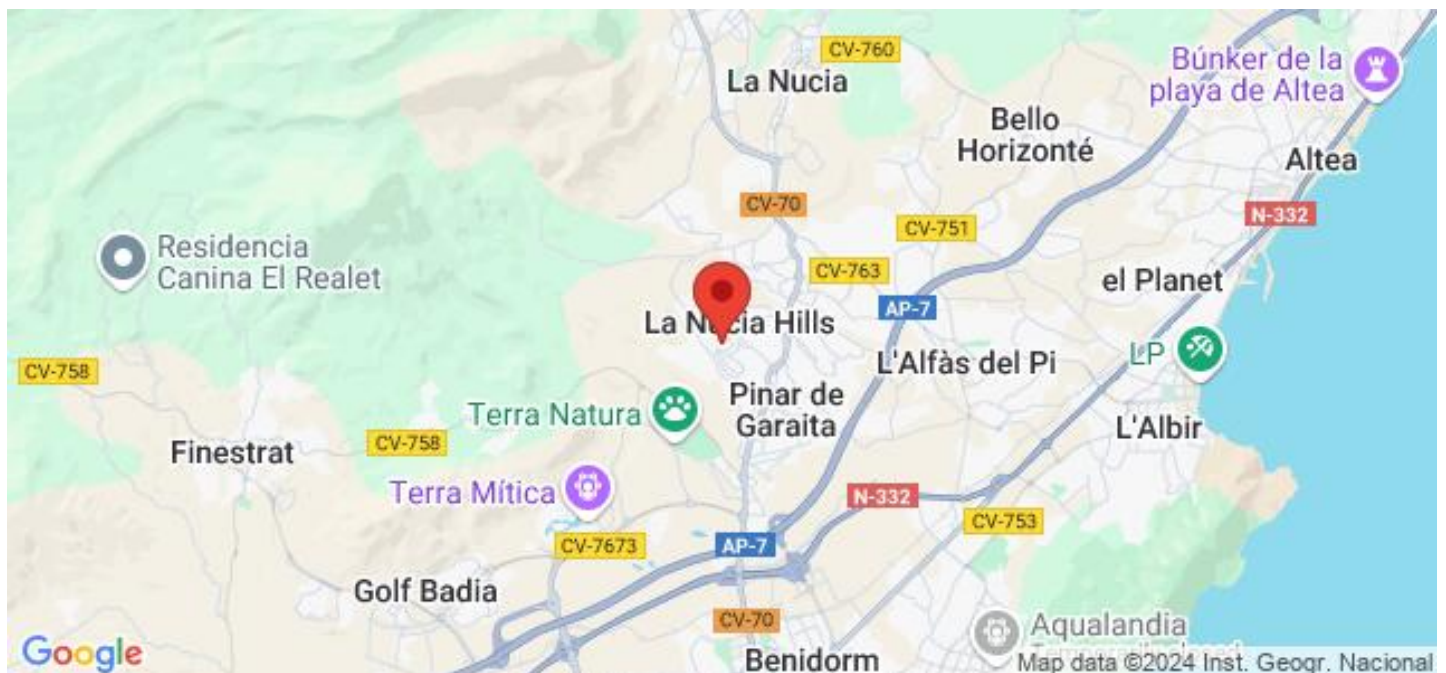 CV-760
La Nucia
Búnker de la
playa de Altea
Bello
Horizonté
Altea
CV-70
N-332
CV-751
Residencia
Canina El Realet
CV-763
el Planet
AP-7
La Nucia Hills
LP
L'Alfàs del Pi
CV-758
Pinar de
Garaita
Terra Natura
L'Albir
CV-758
Finestrat
Terra Mítica
N-332
CV-753
CV-7673
AP-7
Golf Badia
CV-70
Aqualandia
Temporarily closed
Benidorm
Google
Map data ©2024 Inst. Geogr. Nacional